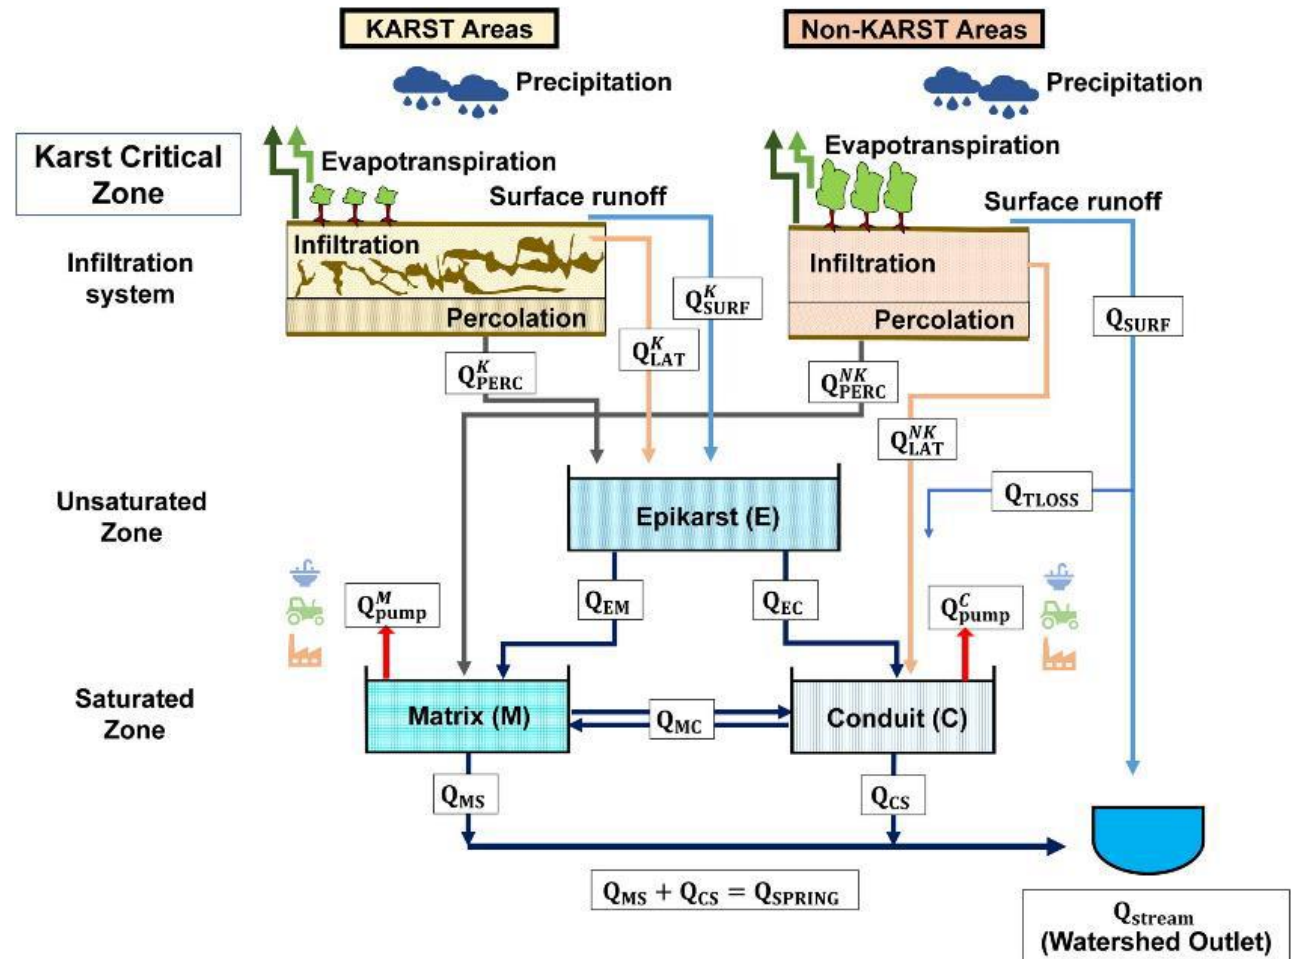 KARST Areas
Non-KARST Areas
Precipitation
Precipitation
Karst Critical
Zone
Evapotranspiration
Evapotranspiration
Surface runoff
Surface runoff
Infiltration
system
Infiltration
Infiltration
Percolation
Percolation
Q^K_SURF
Q_SURF
Q^K_LAT
Q^K_PERC
Q^NK_PERC
Q^NK_LAT
Unsaturated
Zone
Epikarst (E)
Q_TLOSS
Q^M_pump
Q_EM
Q_EC
Q^C_pump
Saturated
Zone
Matrix (M)
Q_MC
Conduit (C)
Q_MS
Q_CS
Q_MS + Q_CS = Q_SPRING
Q_stream
(Watershed Outlet)